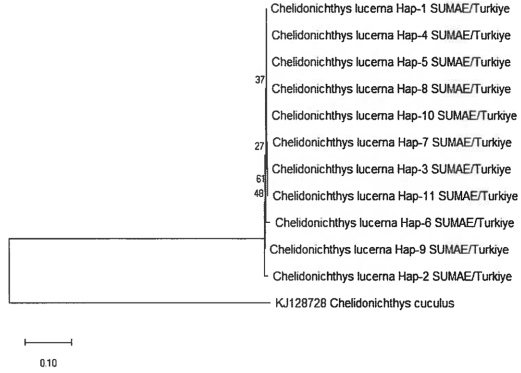 Chelidonichthys lucerna Hap-1 SUMAE/Turkiye
Chelidonichthys lucerna Hap-4 SUMAE/Turkiye
Chelidonichthys lucerna Hap-5 SUMAE/Turkiye
37
Chelidonichthys lucerna Hap-8 SUMAE/Turkiye
Chelidonichthys lucerna Hap-10 SUMAE/Turkiye
27
Chelidonichthys lucerna Hap-7 SUMAE/Turkiye
Chelidonichthys lucerna Hap-3 SUMAE/Turkiye
61
48
Chelidonichthys lucerna Hap-11 SUMAE/Turkiye
Chelidonichthys lucerna Hap-6 SUMAE/Turkiye
Chelidonichthys lucerna Hap-9 SUMAE/Turkiye
Chelidonichthys lucerna Hap-2 SUMAE/Turkiye
KJ128728 Chelidonichthys cuculus
0.10